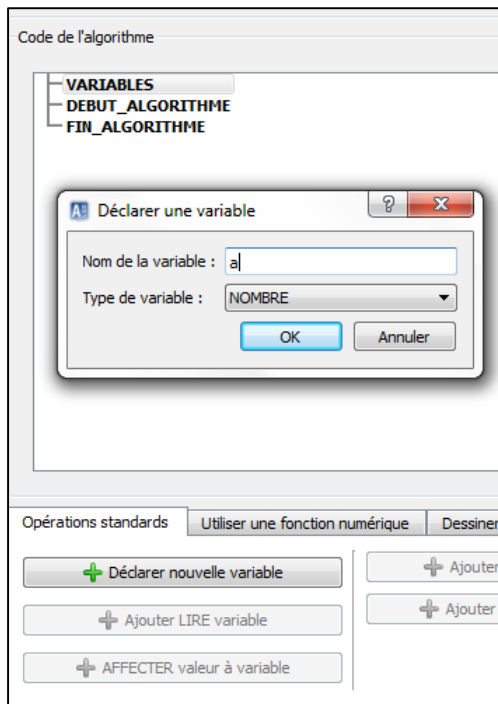 Code de l'algorithme
VARIABLES
DEBUT_ALGORITHME
FIN_ALGORITHME
Déclarer une variable
?
X
Nom de la variable :
a
Type de variable :
NOMBRE
OK
Annuler
Opérations standards
Utiliser une fonction numérique
Dessiner
Déclarer nouvelle variable
Ajouter
Ajouter LIRE variable
Ajouter
AFFECTER valeur à variable